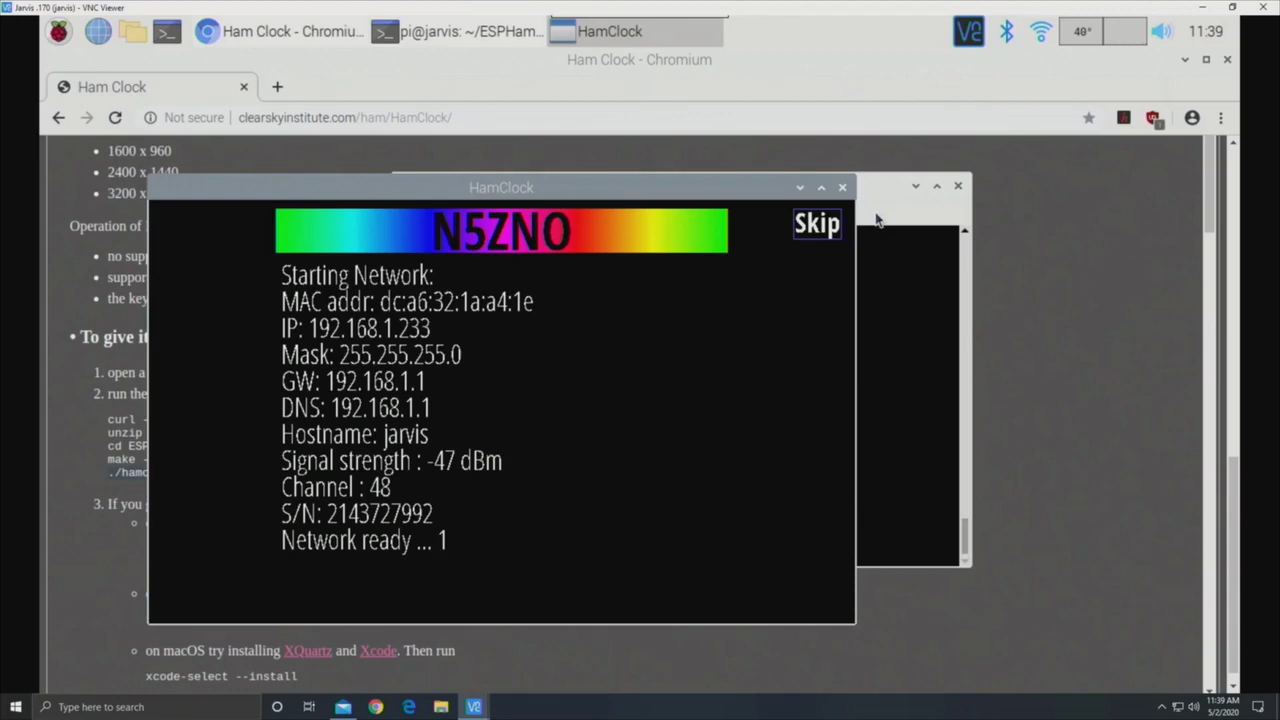 Jarvis .170 (jarvis) - VNC Viewer
Ham Clock - Chromiu...
pi@jarvis: ~/ESPHam...
HamClock
40°
11:39
Ham Clock - Chromium
Ham Clock
Not secure
clearskyinstitute.com/ham/HamClock/
1600 x 960
2400 x 1440
3200 x
HamClock
Operation of
no supp
suppor
the key
N5ZNO
Skip
Starting Network:
MAC addr: dc:a6:32:1a:a4:1e
IP: 192.168.1.233
Mask: 255.255.255.0
GW: 192.168.1.1
DNS: 192.168.1.1
Hostname: jarvis
Signal strength : -47 dBm
Channel : 48
S/N: 2143727992
Network ready ... 1
• To give it
1. open a
2. run the
curl -
unzip
cd ESP
make -
./hamc
3. If you
on macOS try installing XQuartz and Xcode. Then run
xcode-select --install
Type here to search
11:39 AM
5/2/2020